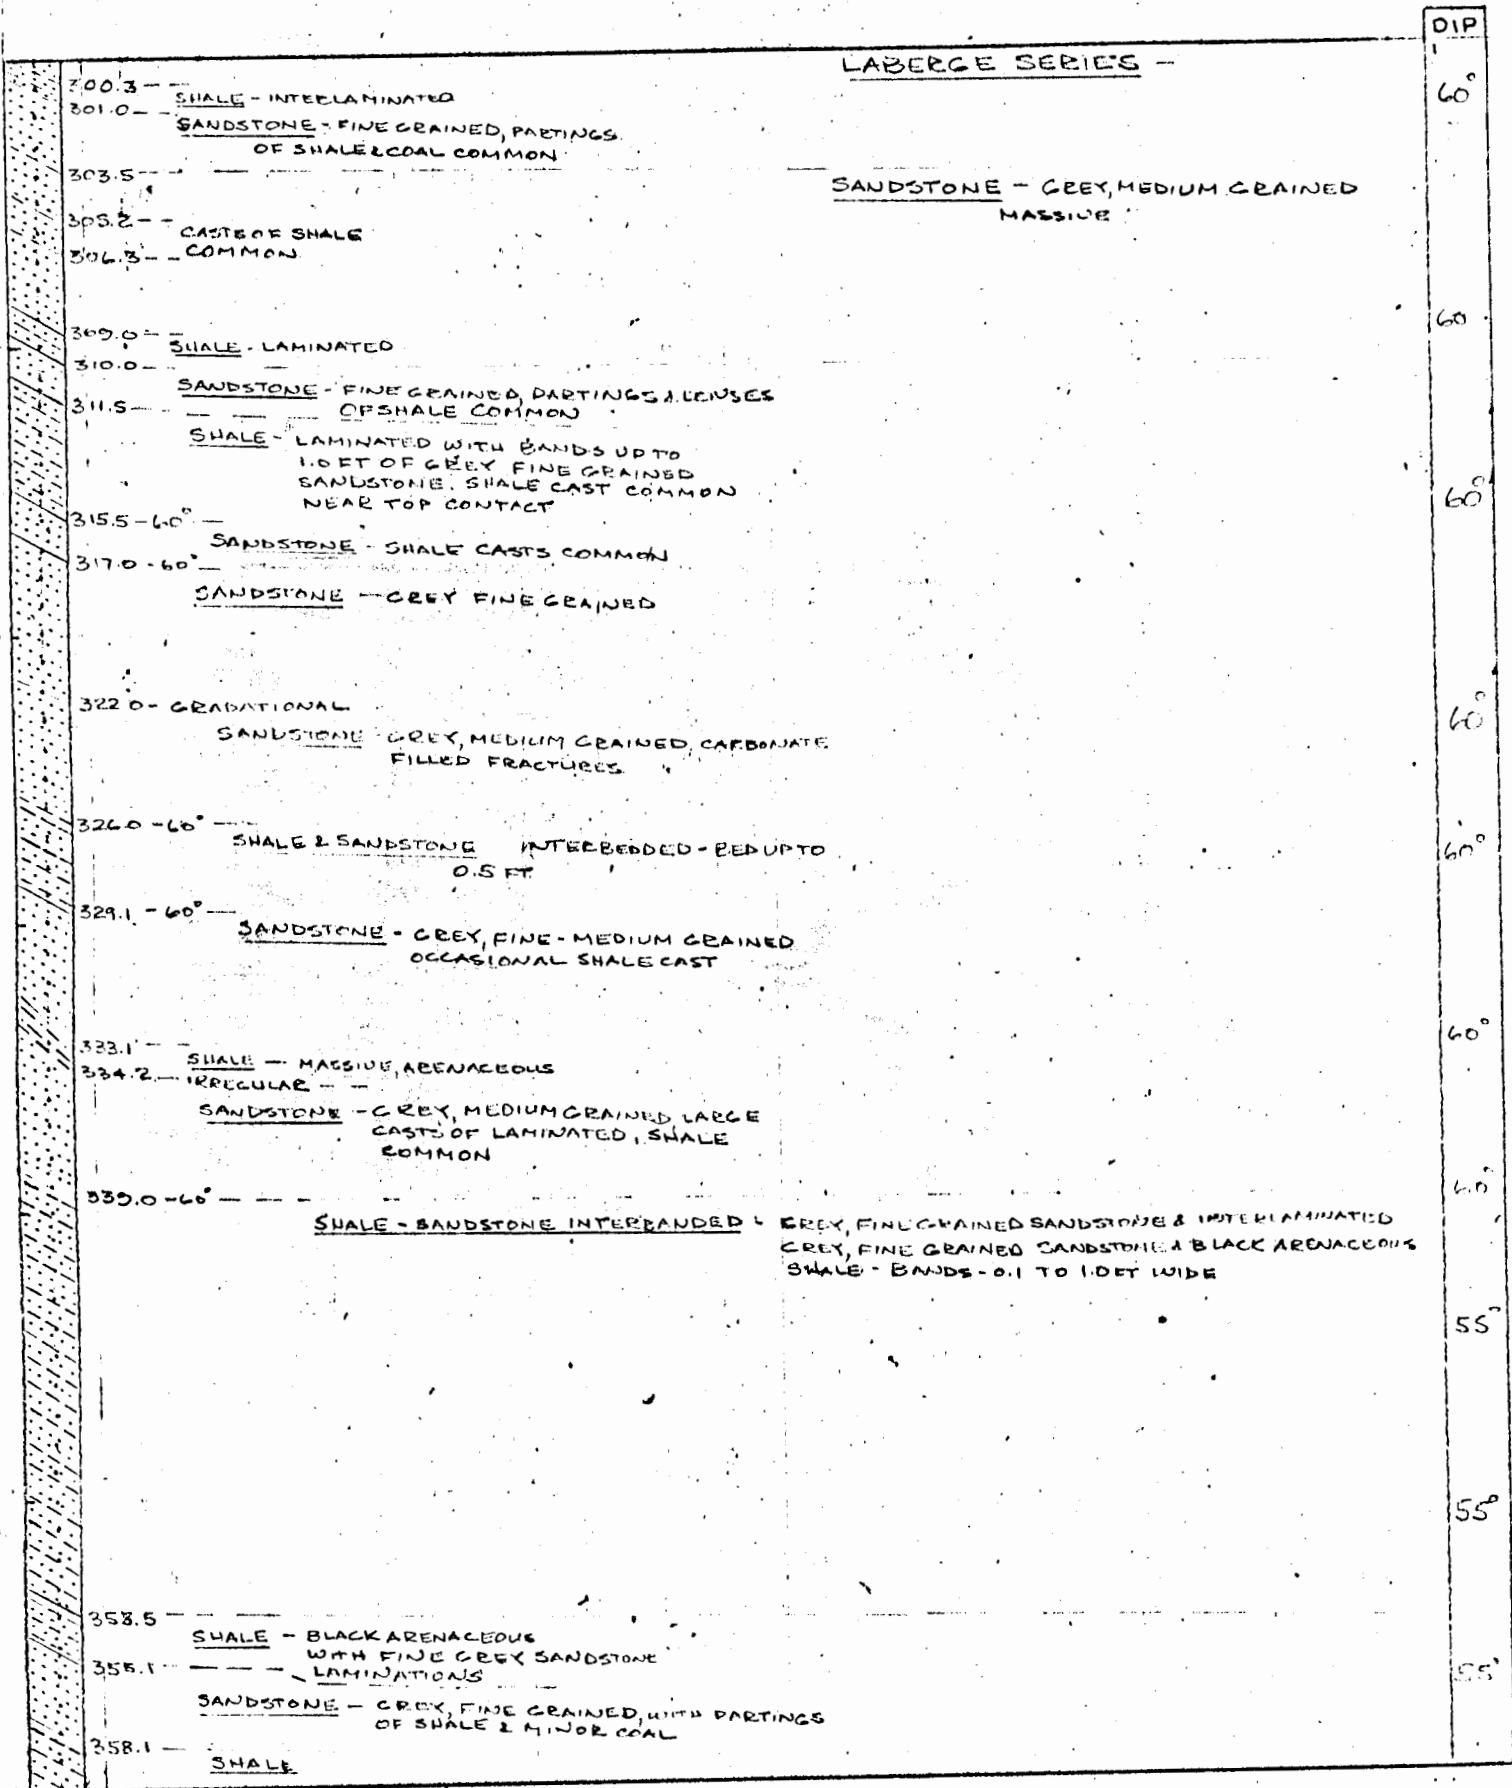 DIP
LABERGE SERIES -
300.3 - -
60°
SHALE - INTERLAMINATED
301.0 - -
SANDSTONE - FINE GRAINED, PARTINGS
OF SHALE & COAL COMMON
303.5 - -
SANDSTONE - GREY, MEDIUM GRAINED
MASSIVE
305.2 - -
CASTS OF SHALE
COMMON
306.3 - -
60
309.0 - -
SHALE - LAMINATED
310.0 - -
SANDSTONE - FINE GRAINED, PARTINGS & LENSES
OF SHALE COMMON
311.5 - -
SHALE - LAMINATED WITH BANDS UP TO
1.0 FT OF GREY FINE GRAINED
SANDSTONE. SHALE CAST COMMON
NEAR TOP CONTACT
60°
315.5 - 60° -
SANDSTONE - SHALE CASTS COMMON
317.0 - 60° -
SANDSTONE - GREY FINE GRAINED
322.0 - GRADATIONAL
60°
SANDSTONE GREY, MEDIUM GRAINED, CARBONATE
FILLED FRACTURES
326.0 - 60° -
SHALE & SANDSTONE INTERBEDDED - BED UP TO
0.5 FT.
60°
329.1 - 60° -
SANDSTONE - GREY, FINE - MEDIUM GRAINED
OCCASIONAL SHALE CAST
60°
333.1 - -
SHALE - MASSIVE, ARENACEOUS
334.2 - IRREGULAR - -
SANDSTONE - GREY, MEDIUM GRAINED LARGE
CASTS OF LAMINATED, SHALE
COMMON
339.0 - 60° - - -
60°
SHALE - SANDSTONE INTERBANDED - GREY, FINE GRAINED SANDSTONE & INTERLAMINATED
GREY, FINE GRAINED SANDSTONE & BLACK ARENACEOUS
SHALE - BANDS - 0.1 TO 1.0 FT WIDE
55°
55°
358.5 - - -
SHALE - BLACK ARENACEOUS
WITH FINE GREY SANDSTONE
LAMINATIONS
355.1 - - - -
55°
SANDSTONE - GREY, FINE GRAINED, WITH PARTINGS
OF SHALE & MINOR COAL
358.1 -
SHALE